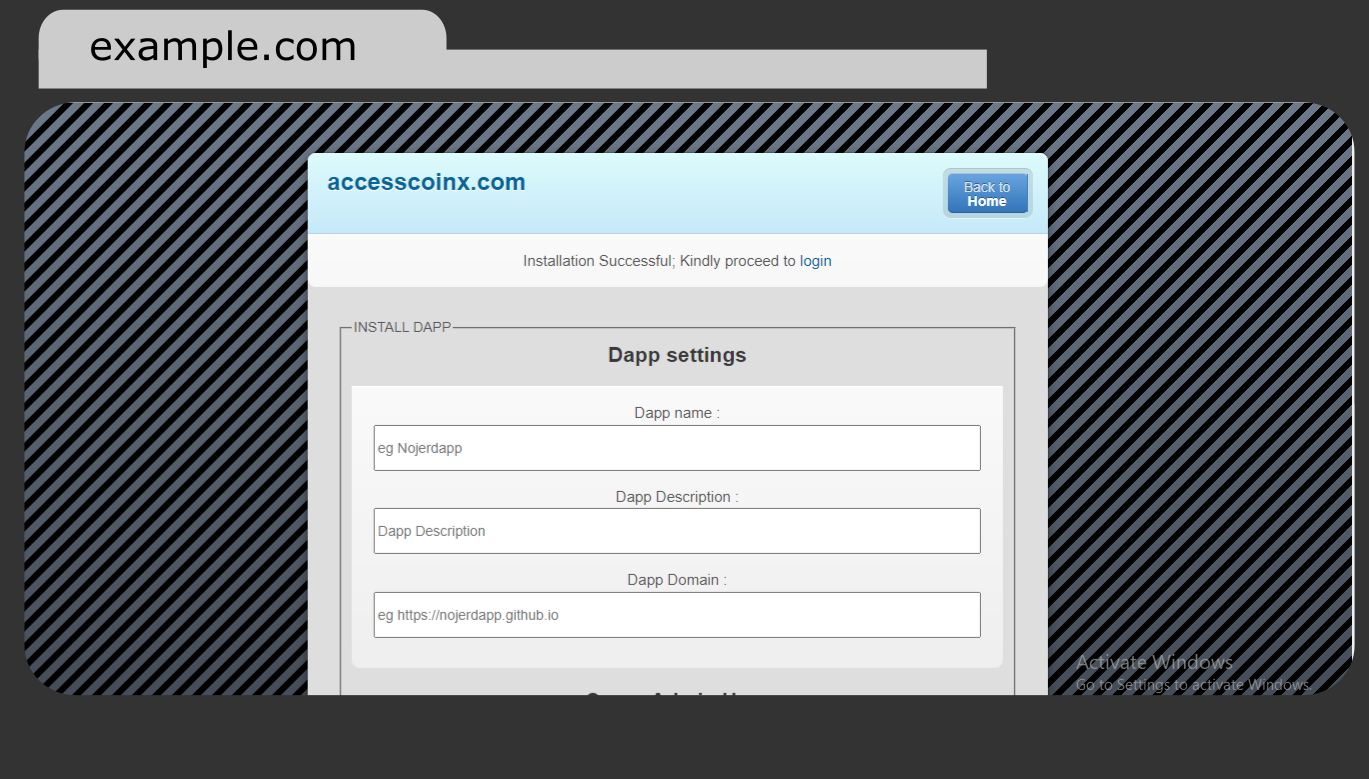 example.com
accesscoinx.com
Back to
Home
Installation Successful; Kindly proceed to login
INSTALL DAPP
Dapp settings
Dapp name :
eg Nojerdapp
Dapp Description :
Dapp Description
Dapp Domain :
eg https://nojerdapp.github.io
Activate Windows
Go to Settings to activate Windows.